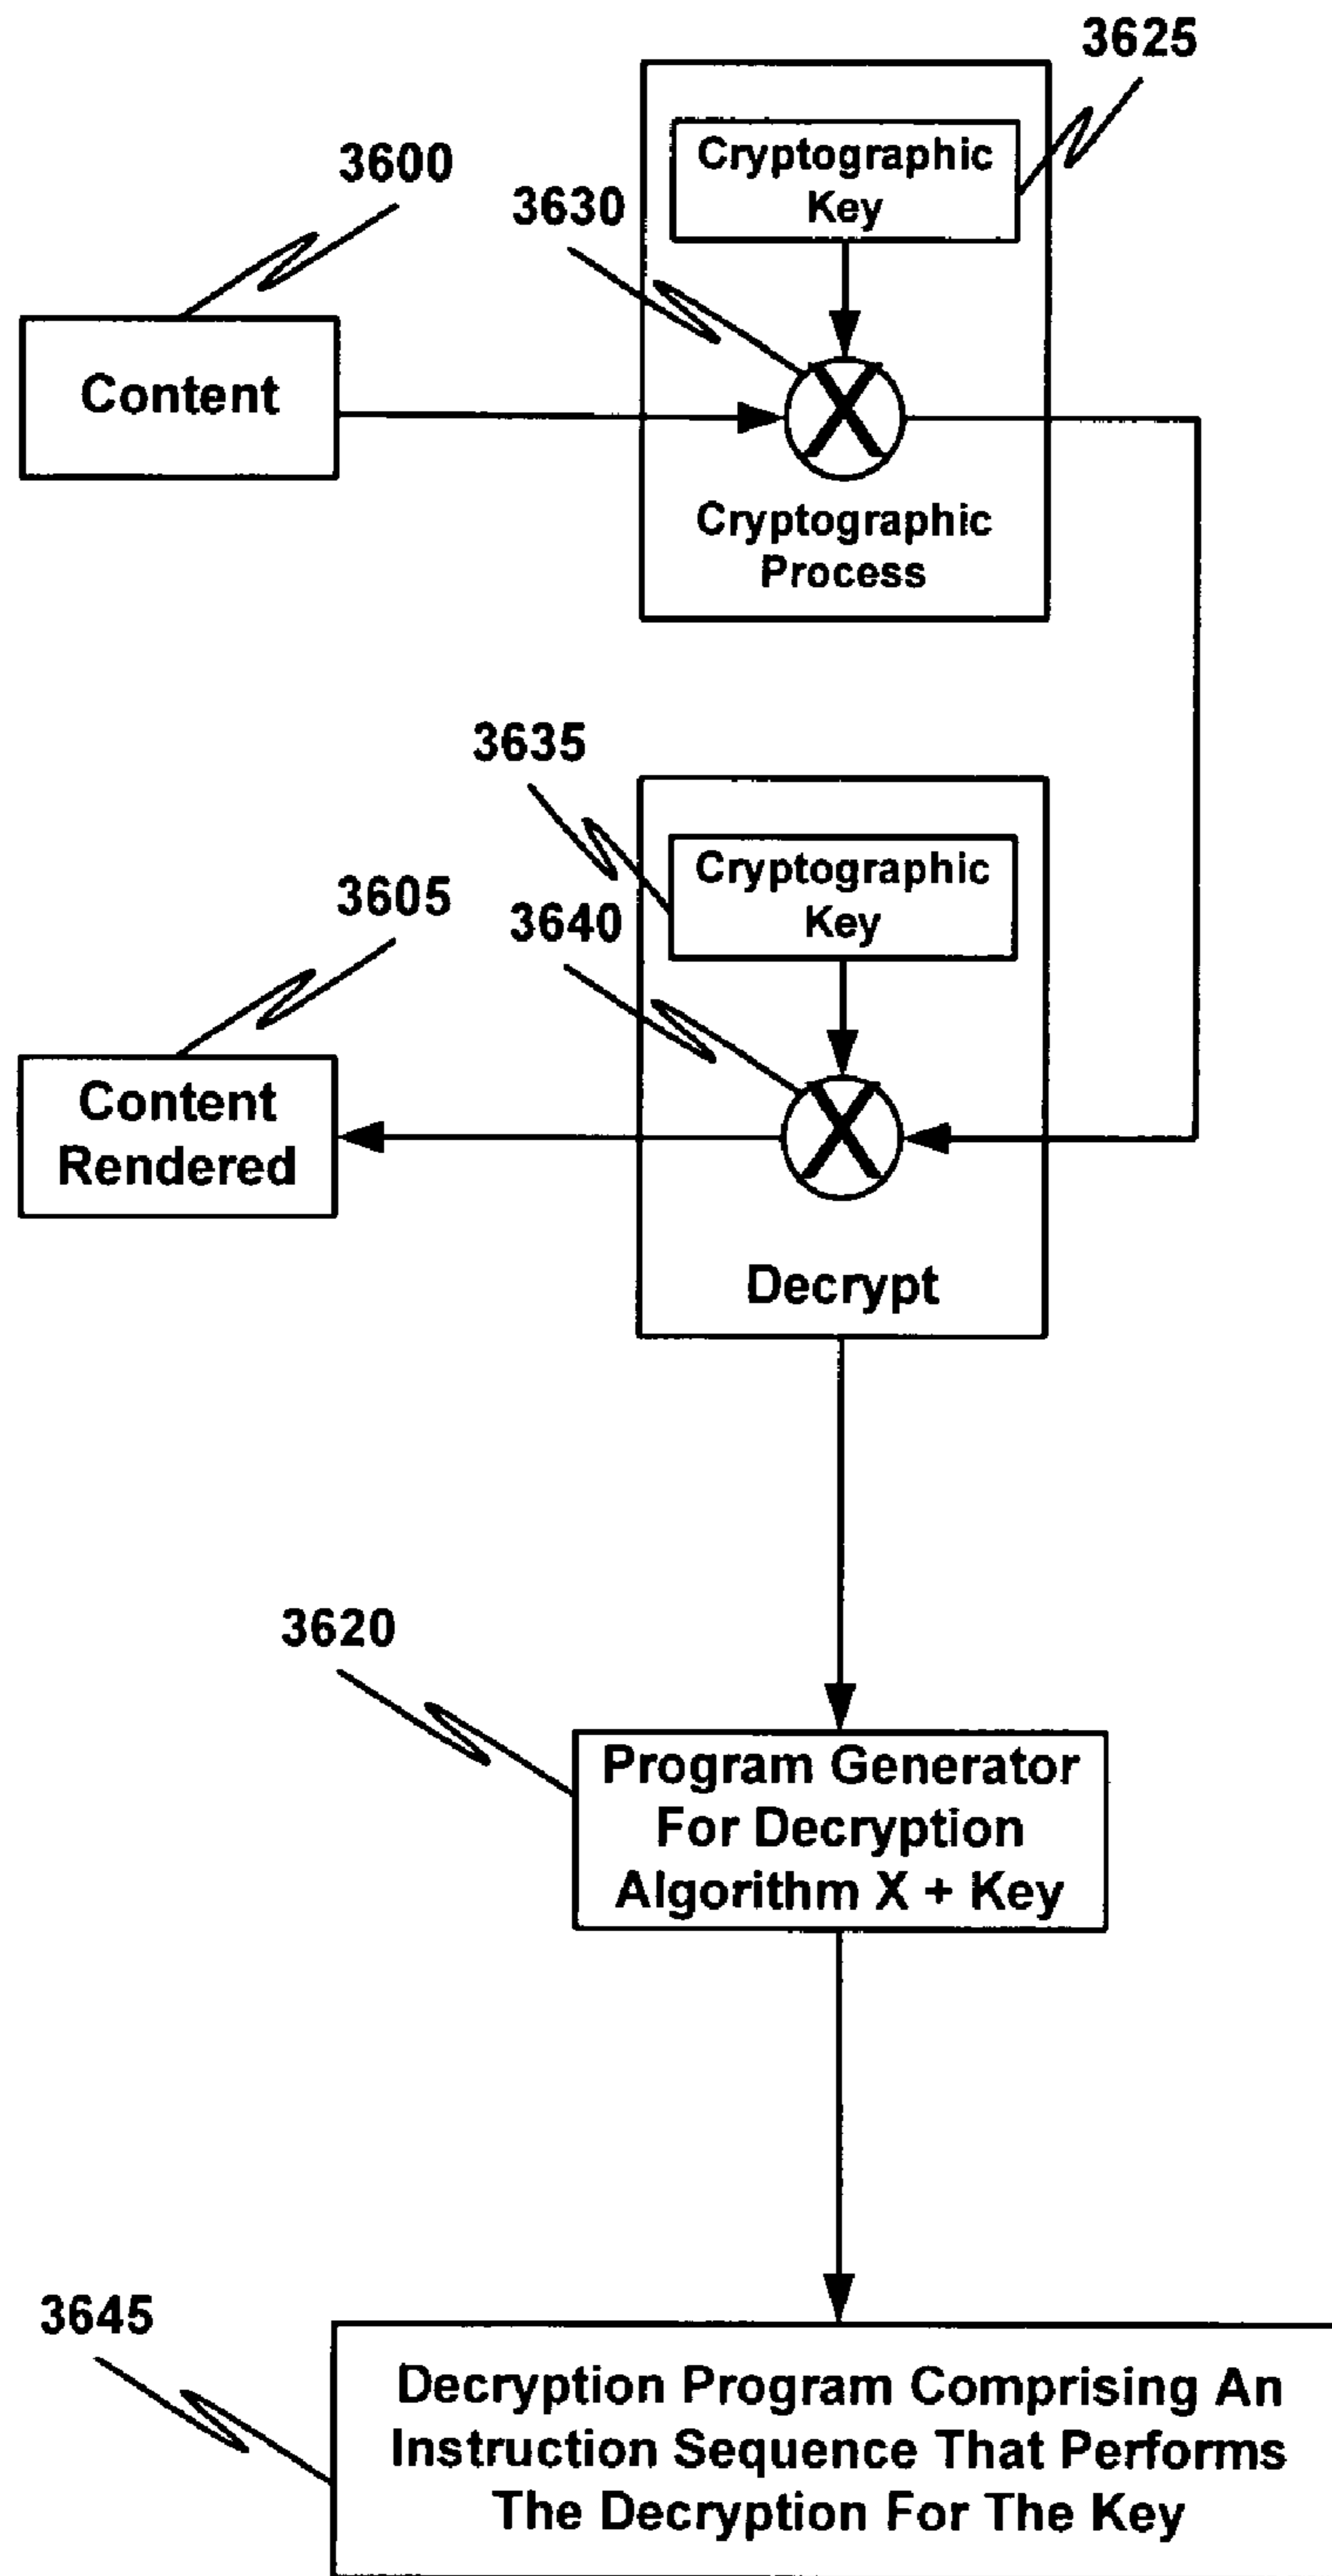 3625
Cryptographic
Key
3600
3630
Content
X
Cryptographic
Process
3635
Cryptographic
Key
3605
3640
Content
Rendered
X
Decrypt
3620
Program Generator
For Decryption
Algorithm X + Key
3645
Decryption Program Comprising An
Instruction Sequence That Performs
The Decryption For The Key